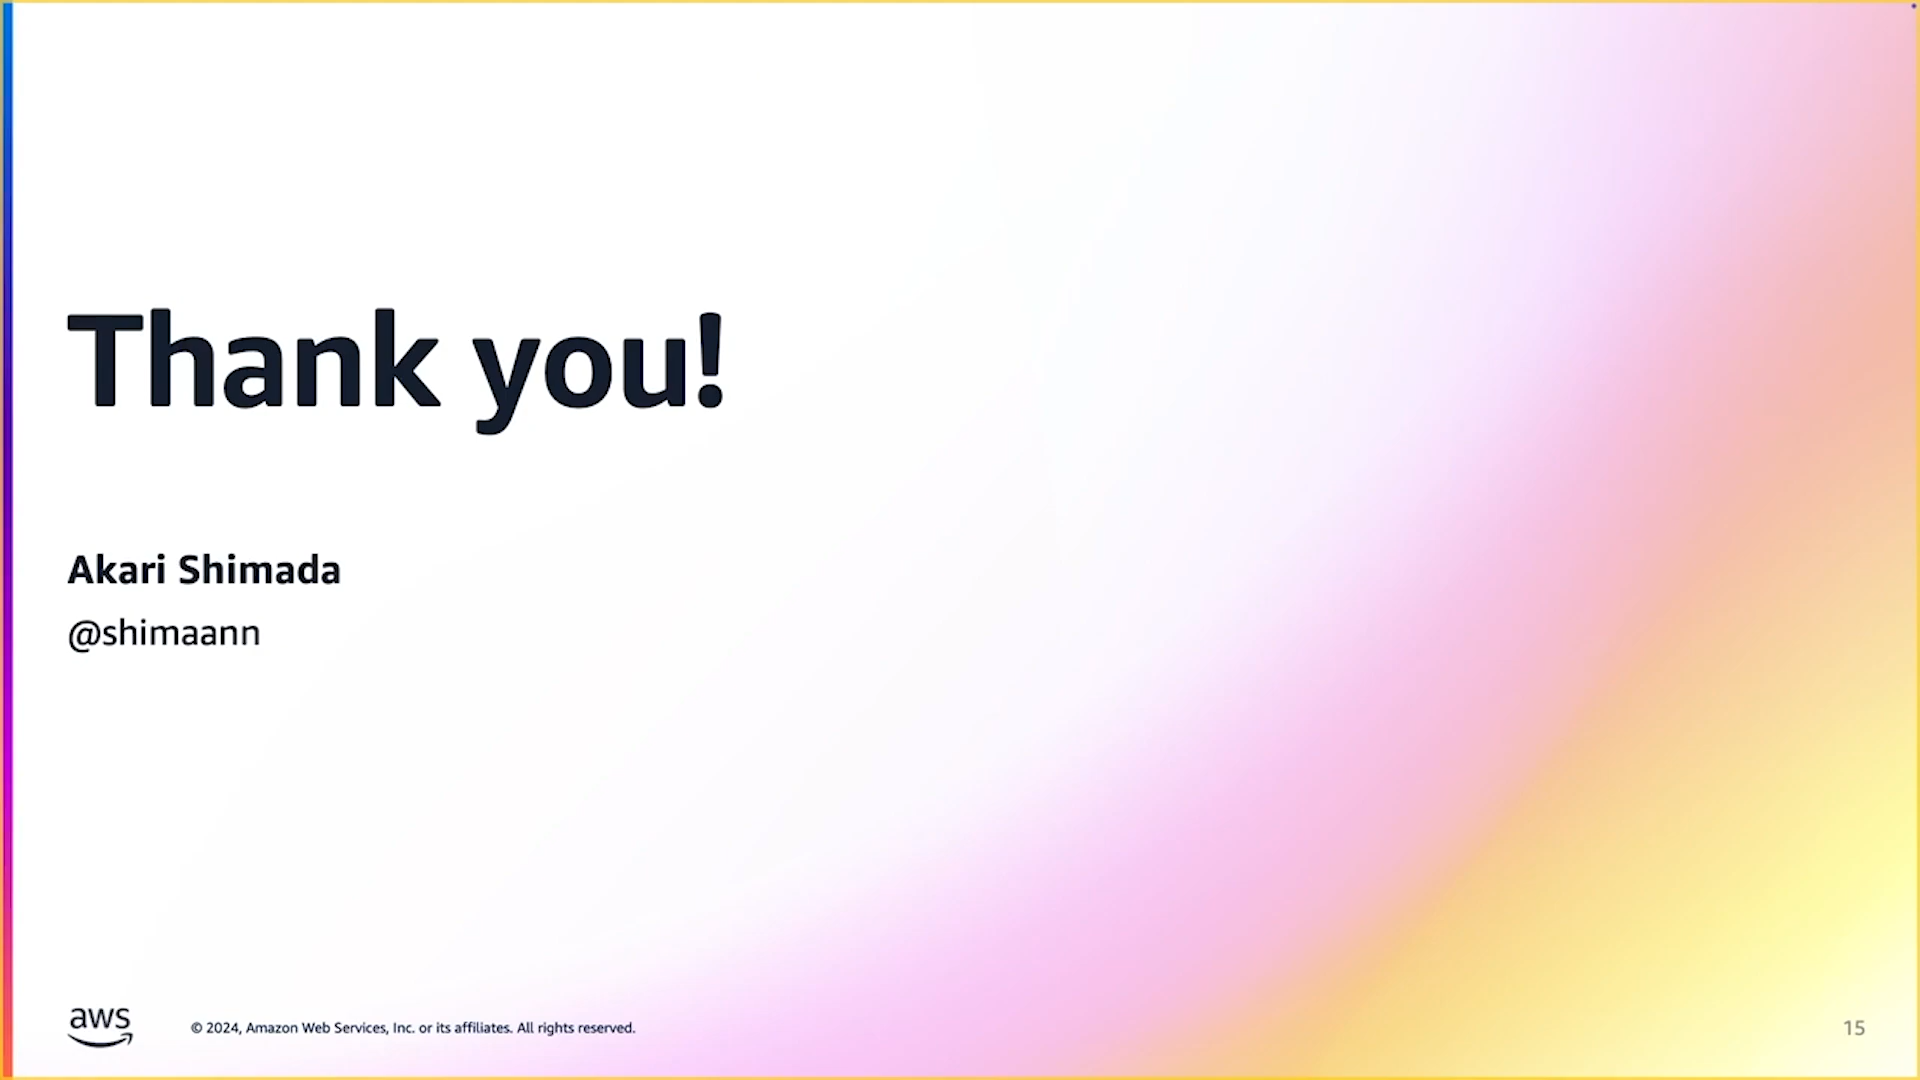 Thank you!
Akari Shimada
@shimaann
aws
© 2024, Amazon Web Services, Inc. or its affiliates. All rights reserved.
15